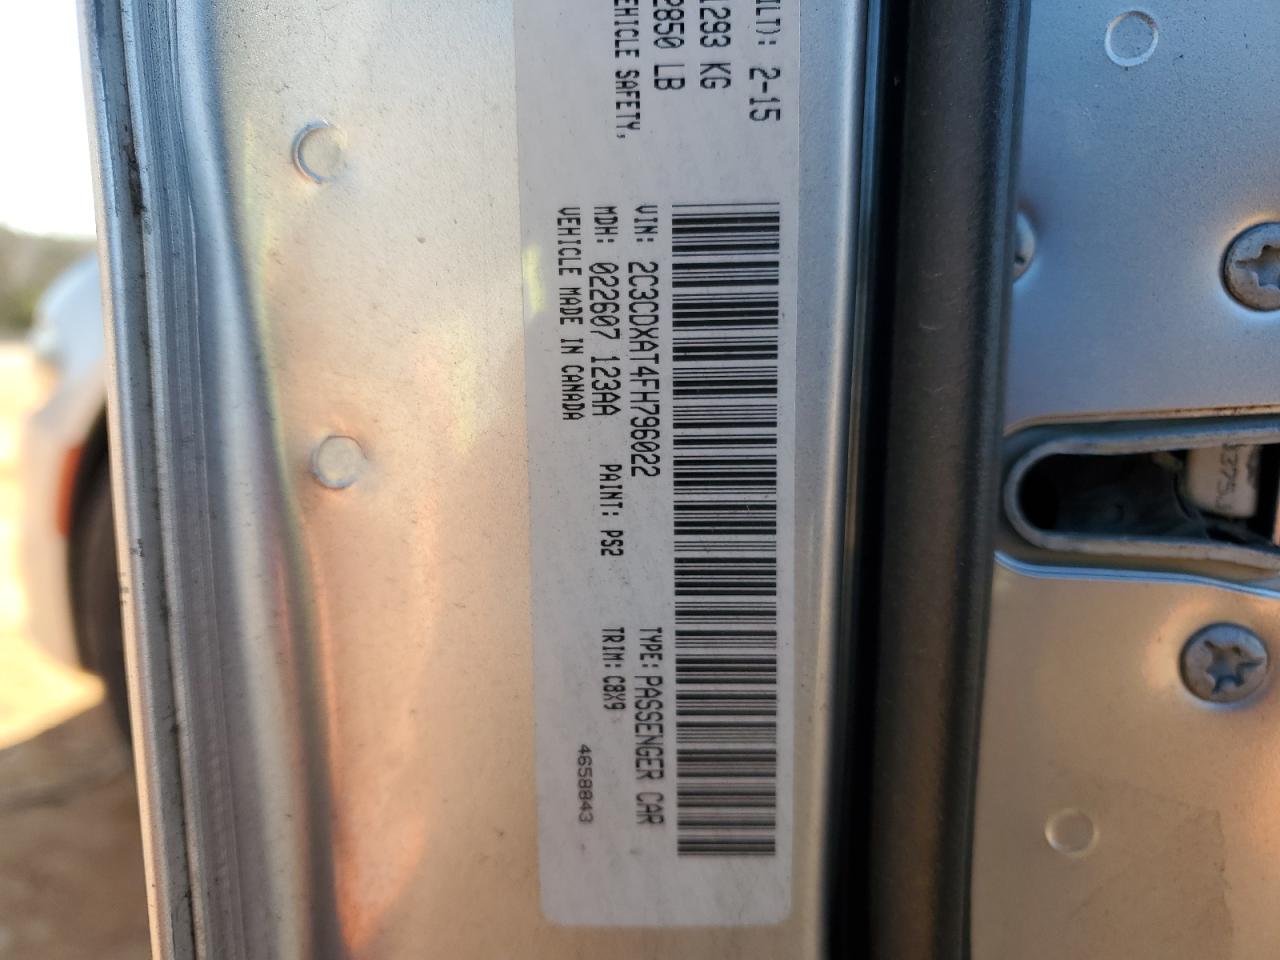 ILT): 2-15
1293 KG
2850 LB
VEHICLE SAFETY,
VIN: 2C3CDXAT4FH796022 TYPE: PASSENGER CAR
MDH: 022607 123AA PAINT: PS2 TRIM: C8X9
VEHICLE MADE IN CANADA
4658843